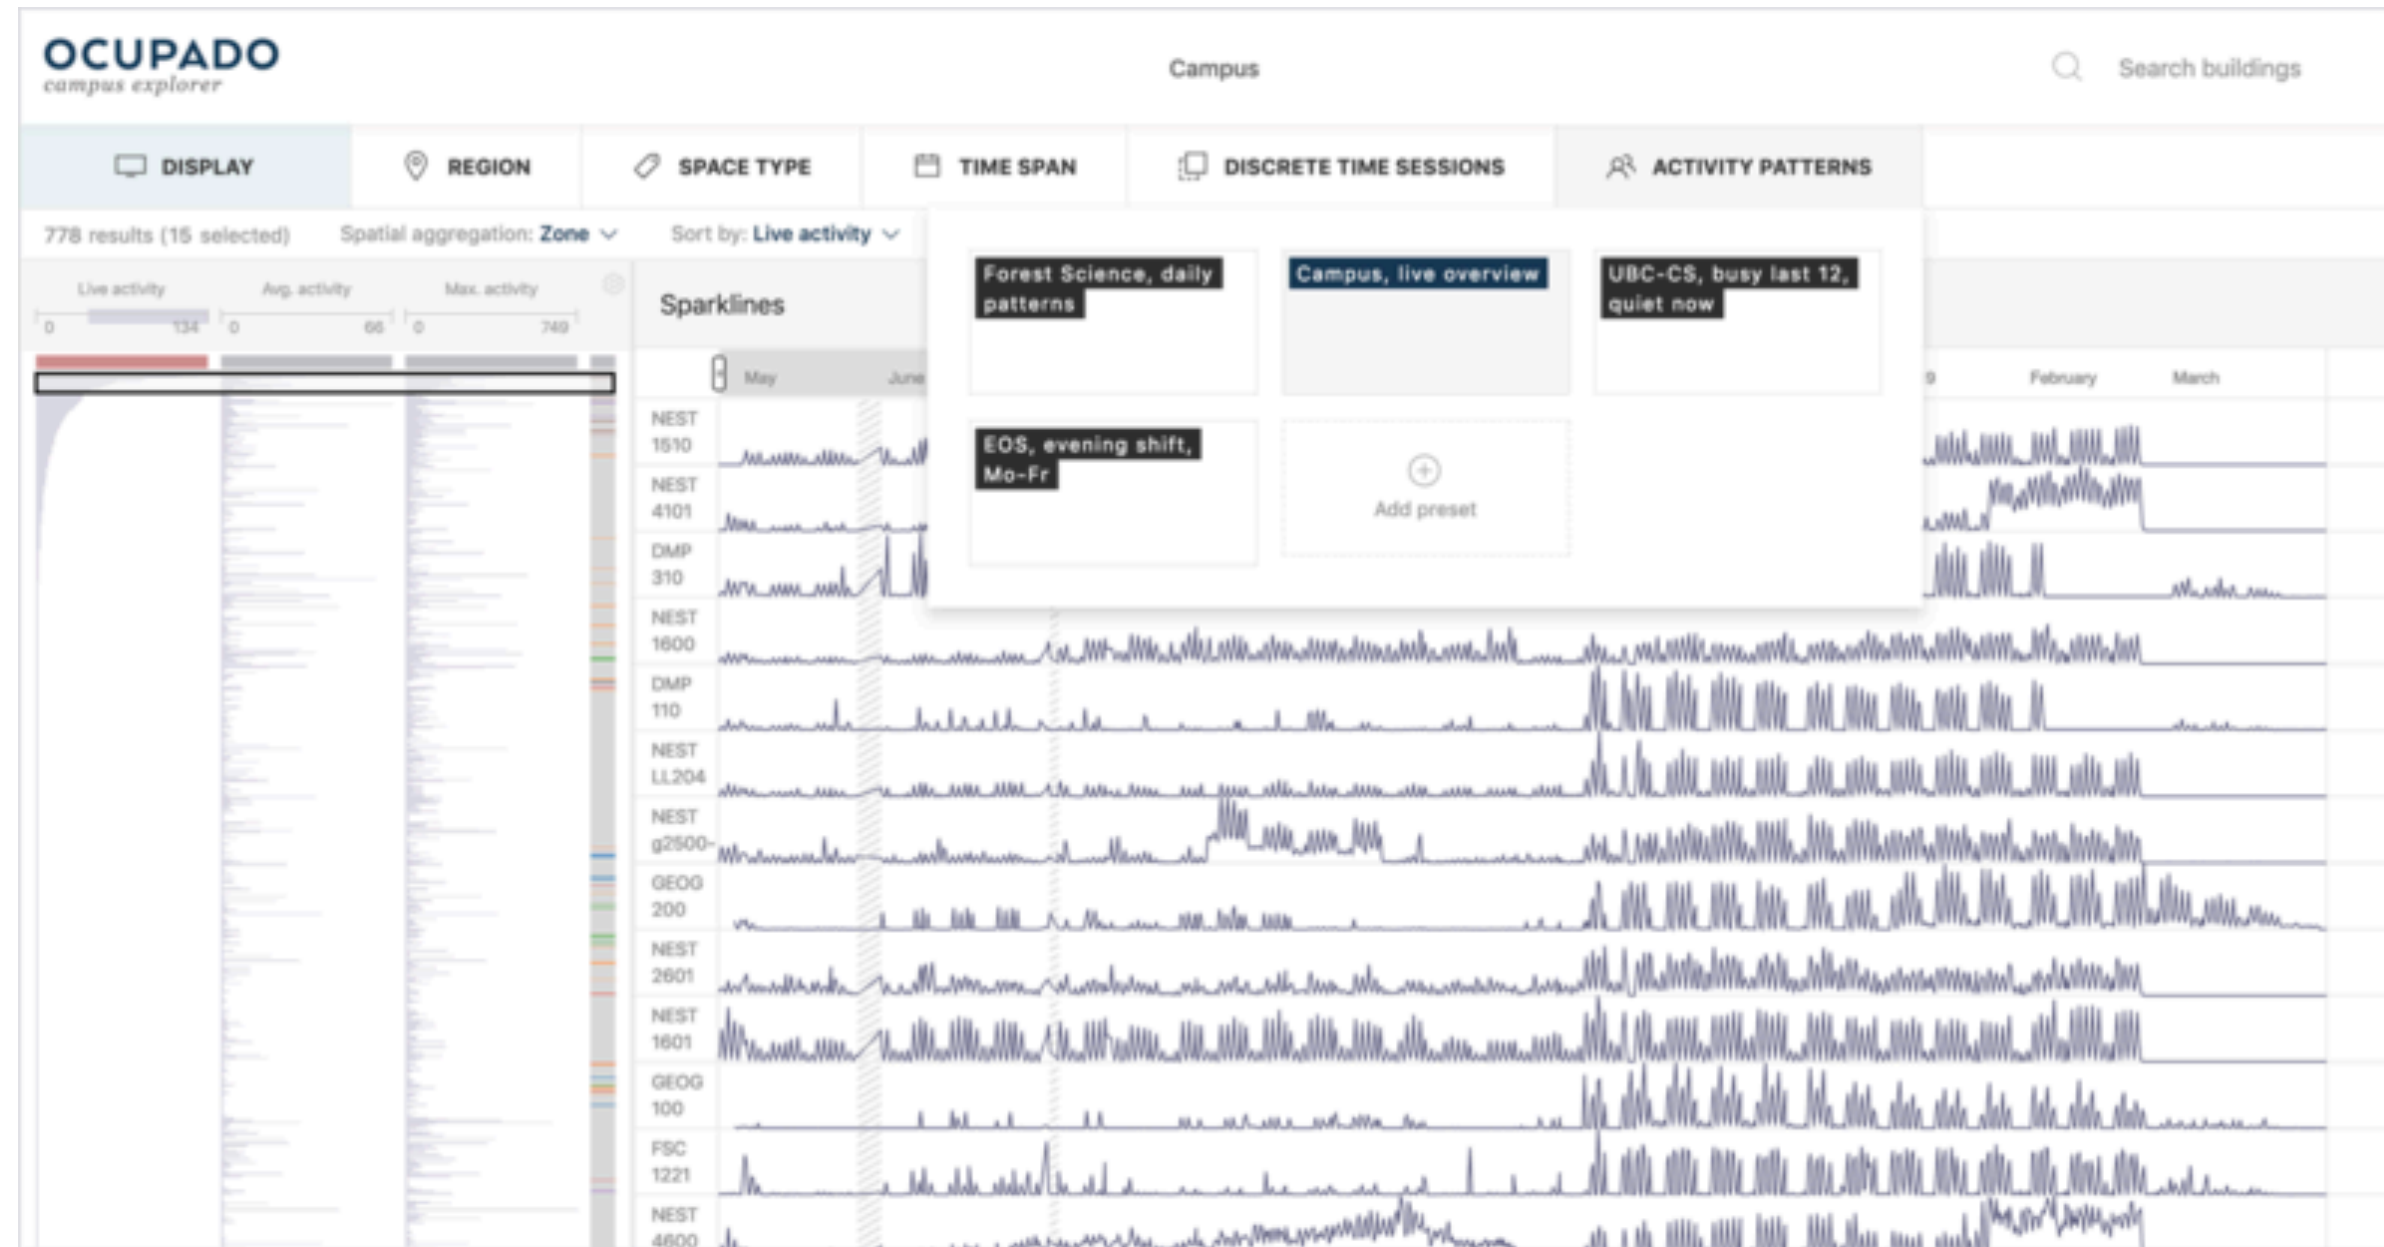 OCUPADO
campus explorer
Campus
Search buildings
DISPLAY
REGION
SPACE TYPE
TIME SPAN
DISCRETE TIME SESSIONS
ACTIVITY PATTERNS
778 results (15 selected)
Spatial aggregation: Zone
Sort by: Live activity
Live activity
0 134
Avg. activity
0 66
Max. activity
0 749
Sparklines
Forest Science, daily
patterns
Campus, live overview
UBC-CS, busy last 12,
quiet now
EOS, evening shift,
Mo-Fr
Add preset
May
June
9
February
March
NEST
1510
NEST
4101
DMP
310
NEST
1600
DMP
110
NEST
LL204
NEST
g2500-
GEOG
200
NEST
2601
NEST
1601
GEOG
100
FSC
1221
NEST
4600